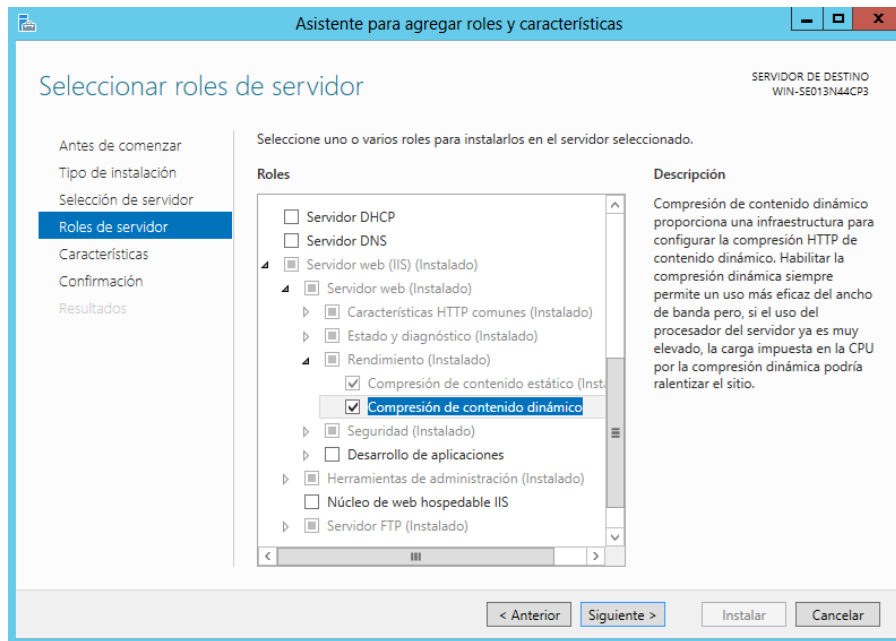 Asistente para agregar roles y características
Seleccionar roles de servidor
SERVIDOR DE DESTINO
WIN-SE013N44CP3
Antes de comenzar
Tipo de instalación
Selección de servidor
Roles de servidor
Características
Confirmación
Resultados
Seleccione uno o varios roles para instalarlos en el servidor seleccionado.
Roles
Servidor DHCP
Servidor DNS
Servidor web (IIS) (Instalado)
Servidor web (Instalado)
Características HTTP comunes (Instalado)
Estado y diagnóstico (Instalado)
Rendimiento (Instalado)
Compresión de contenido estático (Insta
Compresión de contenido dinámico
Seguridad (Instalado)
Desarrollo de aplicaciones
Herramientas de administración (Instalado)
Núcleo de web hospedable IIS
Servidor FTP (Instalado)
Descripción
Compresión de contenido dinámico
proporciona una infraestructura para
configurar la compresión HTTP de
contenido dinámico. Habilitar la
compresión dinámica siempre
permite un uso más eficaz del ancho
de banda pero, si el uso del
procesador del servidor ya es muy
elevado, la carga impuesta en la CPU
por la compresión dinámica podría
ralentizar el sitio.
< Anterior
Siguiente >
Instalar
Cancelar